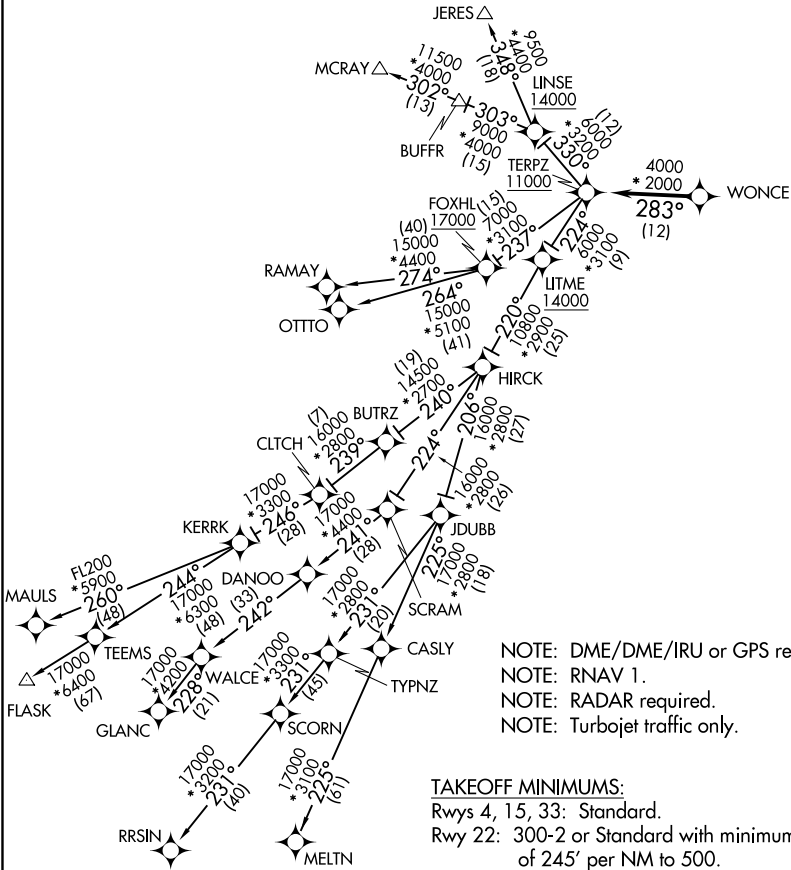 JERES
9500
*4400
348°
(18)
MCRAY
11500
*4000
302°
(13)
BUFFR
303°
9000
*4000
(15)
LINSE
14000
(12)
6000
*3200
330°
TERPZ
11000
4000
*2000
283°
(12)
WONCE
FOXHL
17000
(15)
7000
*3100
237°
224°
6000
*3100
(9)
LITME
14000
(40)
15000
*4400
274°
RAMAY
264°
15000
*5100
(41)
OTTTO
220°
10800
*2900
(25)
HIRCK
(19)
14500
*2700
240°
BUTRZ
206°
16000
*2800
(27)
224°
16000
*2800
(26)
(7)
16000
*2800
239°
CLTCH
17000
*3300
246°
(28)
KERRK
17000
*4400
241°
(28)
SCRAM
JDUBB
225°
17000
*2800
(18)
17000
*2800
231°
(20)
DANOO
FL200
*5900
260°
(48)
MAULS
244°
17000
*6300
(48)
TEEMS
(33)
242°
WALCE
17000
*6400
(67)
FLASK
17000
*4200
228°
(21)
GLANC
CASLY
TYPNZ
17000
*3300
231°
(45)
SCORN
17000
*3200
231°
(40)
RRSIN
17000
*3100
225°
(61)
MELTN
NOTE: DME/DME/IRU or GPS re
NOTE: RNAV 1.
NOTE: RADAR required.
NOTE: Turbojet traffic only.
TAKEOFF MINIMUMS:
Rwys 4, 15, 33: Standard.
Rwy 22: 300-2 or Standard with minimum
of 245' per NM to 500.